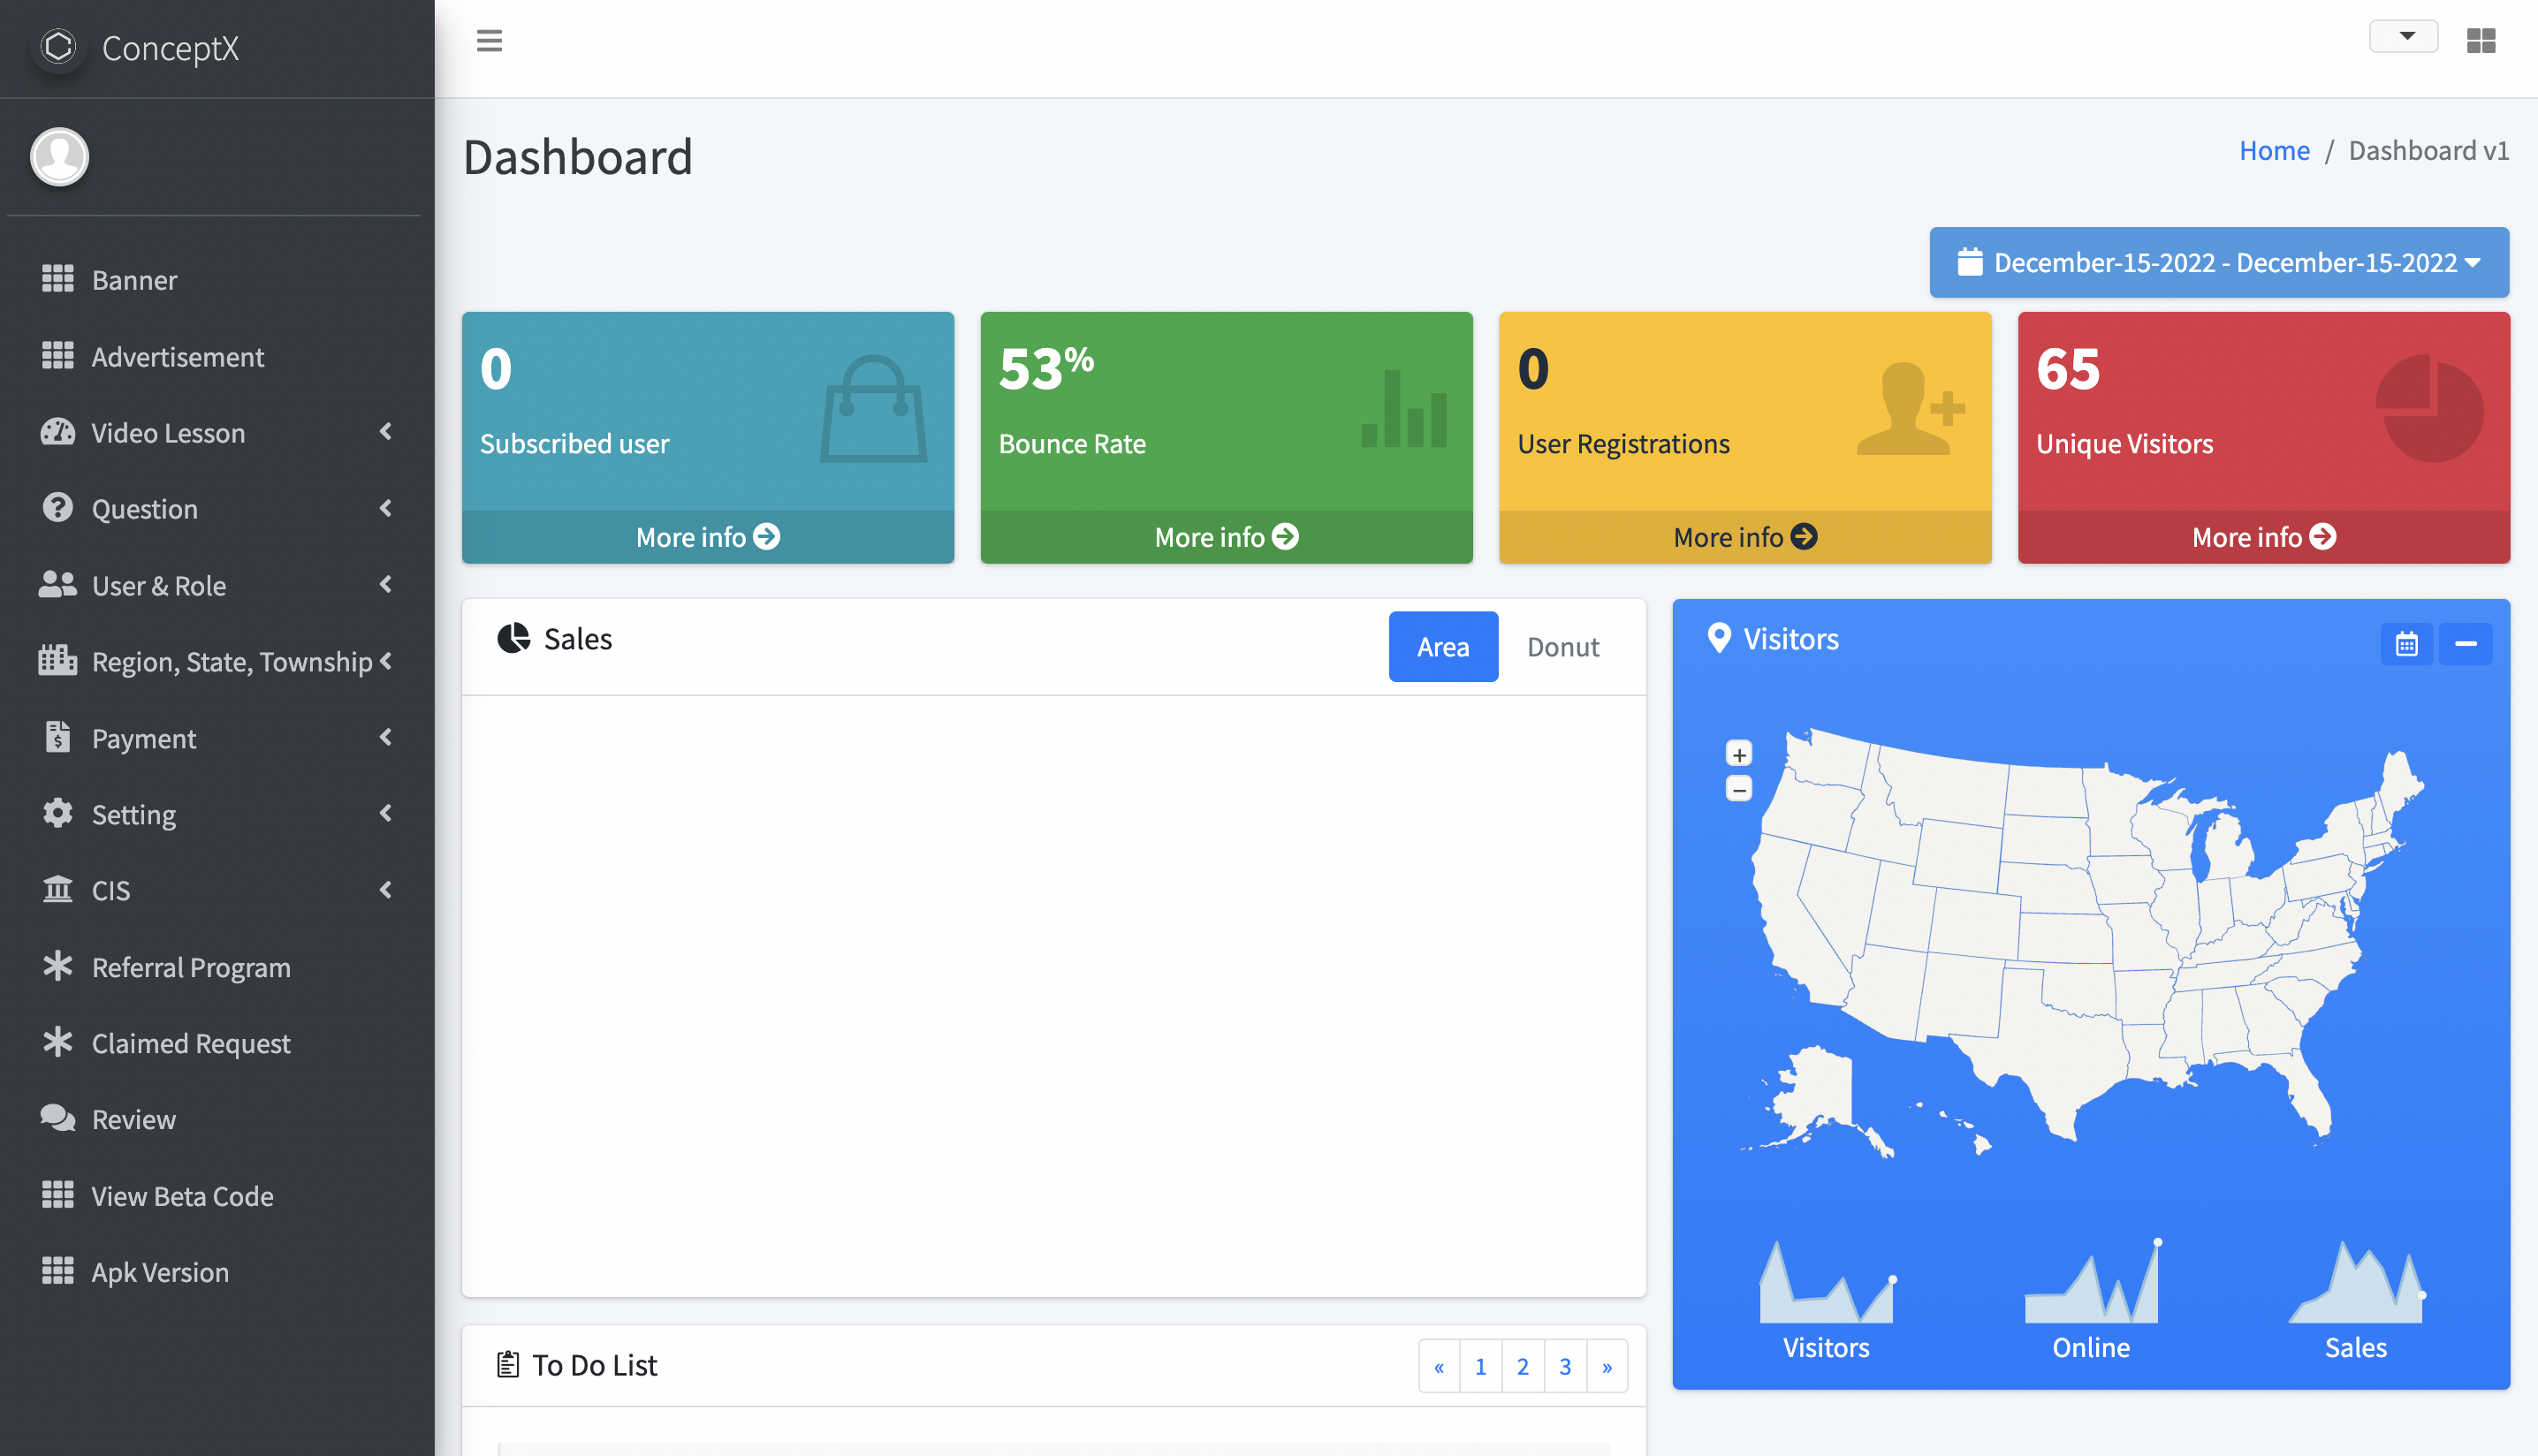 ConceptX
Banner
Advertisement
Video Lesson
Question
User & Role
Region, State, Township
Payment
Setting
CIS
Referral Program
Claimed Request
Review
View Beta Code
Apk Version
Dashboard
Home / Dashboard v1
December-15-2022 - December-15-2022
0
Subscribed user
More info
53%
Bounce Rate
More info
0
User Registrations
More info
65
Unique Visitors
More info
Sales
Area
Donut
To Do List
« 1 2 3 »
Visitors
+
−
Visitors
Online
Sales